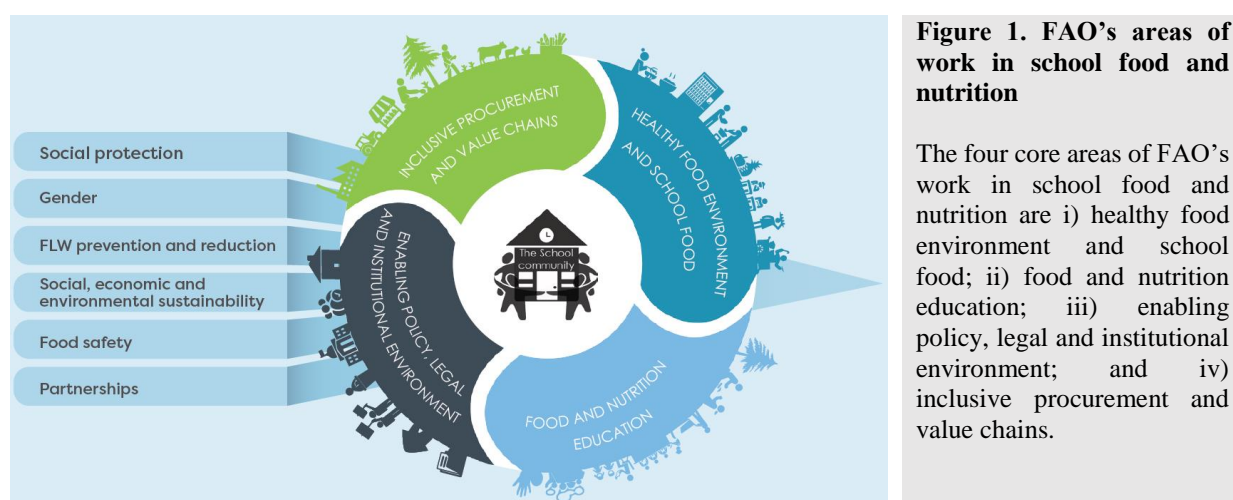 Social protection
Gender
FLW prevention and reduction
Social, economic and
environmental sustainability
Food safety
Partnerships
INCLUSIVE PROCUREMENT
AND VALUE CHAINS
HEALTHY FOOD ENVIRONMENT
AND SCHOOL FOOD
ENABLING POLICY, LEGAL
AND INSTITUTIONAL ENVIRONMENT
FOOD AND NUTRITION
EDUCATION
The School
community
Figure 1. FAO’s areas of
work in school food and
nutrition
The four core areas of FAO’s
work in school food and
nutrition are i) healthy food
environment and school
food; ii) food and nutrition
education; iii) enabling
policy, legal and institutional
environment; and iv)
inclusive procurement and
value chains.